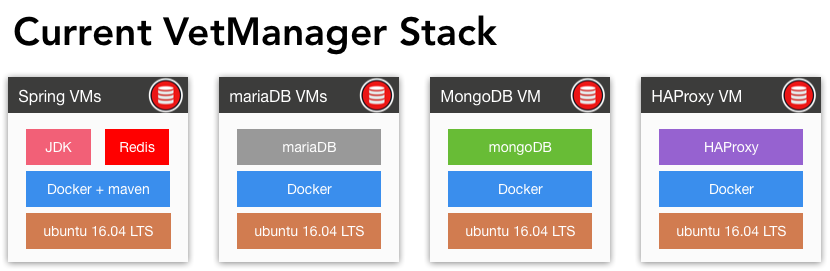 Current VetManager Stack
Spring VMs
JDK
Redis
Docker + maven
ubuntu 16.04 LTS
mariaDB VMs
mariaDB
Docker
ubuntu 16.04 LTS
MongoDB VM
mongoDB
Docker
ubuntu 16.04 LTS
HAProxy VM
HAProxy
Docker
ubuntu 16.04 LTS